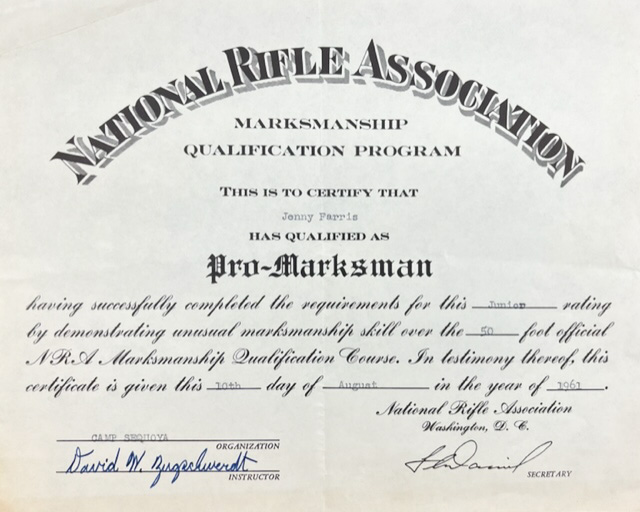 NATIONAL RIFLE ASSOCIATION
MARKSMANSHIP
QUALIFICATION PROGRAM
THIS IS TO CERTIFY THAT
Jenny Farris
HAS QUALIFIED AS
Pro-Marksman
having successfully completed the requirements for this Junior rating
by demonstrating unusual marksmanship skill over the 50 foot official
NRA Marksmanship Qualification Course. In testimony thereof, this
certificate is given this 10th day of August in the year of 1961.
National Rifle Association
Washington, D. C.
CAMP SEQUOYA
ORGANIZATION
David W. Zugschwerdt
INSTRUCTOR
SECRETARY